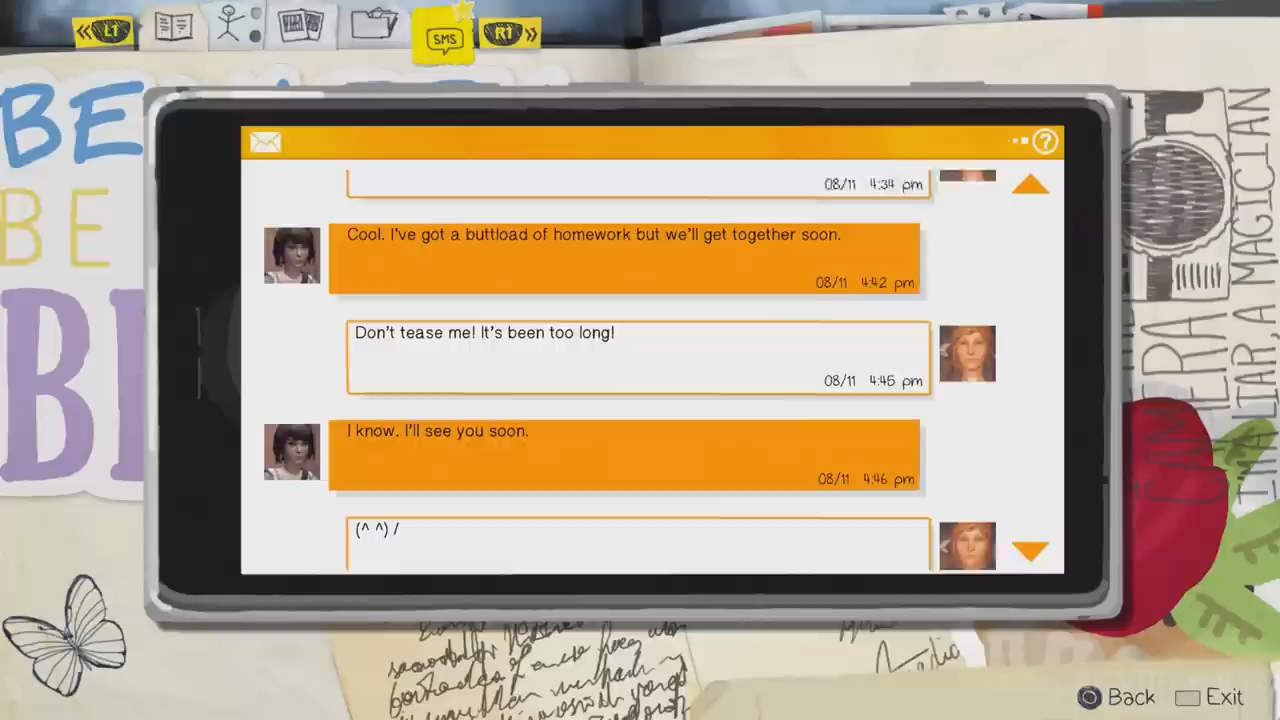 LT
SMS
RT
BE
BE
08/11 4:34 pm
Cool. I've got a buttload of homework but we'll get together soon.
08/11 4:42 pm
Don't tease me! It's been too long!
08/11 4:45 pm
I know. I'll see you soon.
08/11 4:46 pm
(^ ^) /
I'M A LIAR, A MAGICIAN
Back
Exit